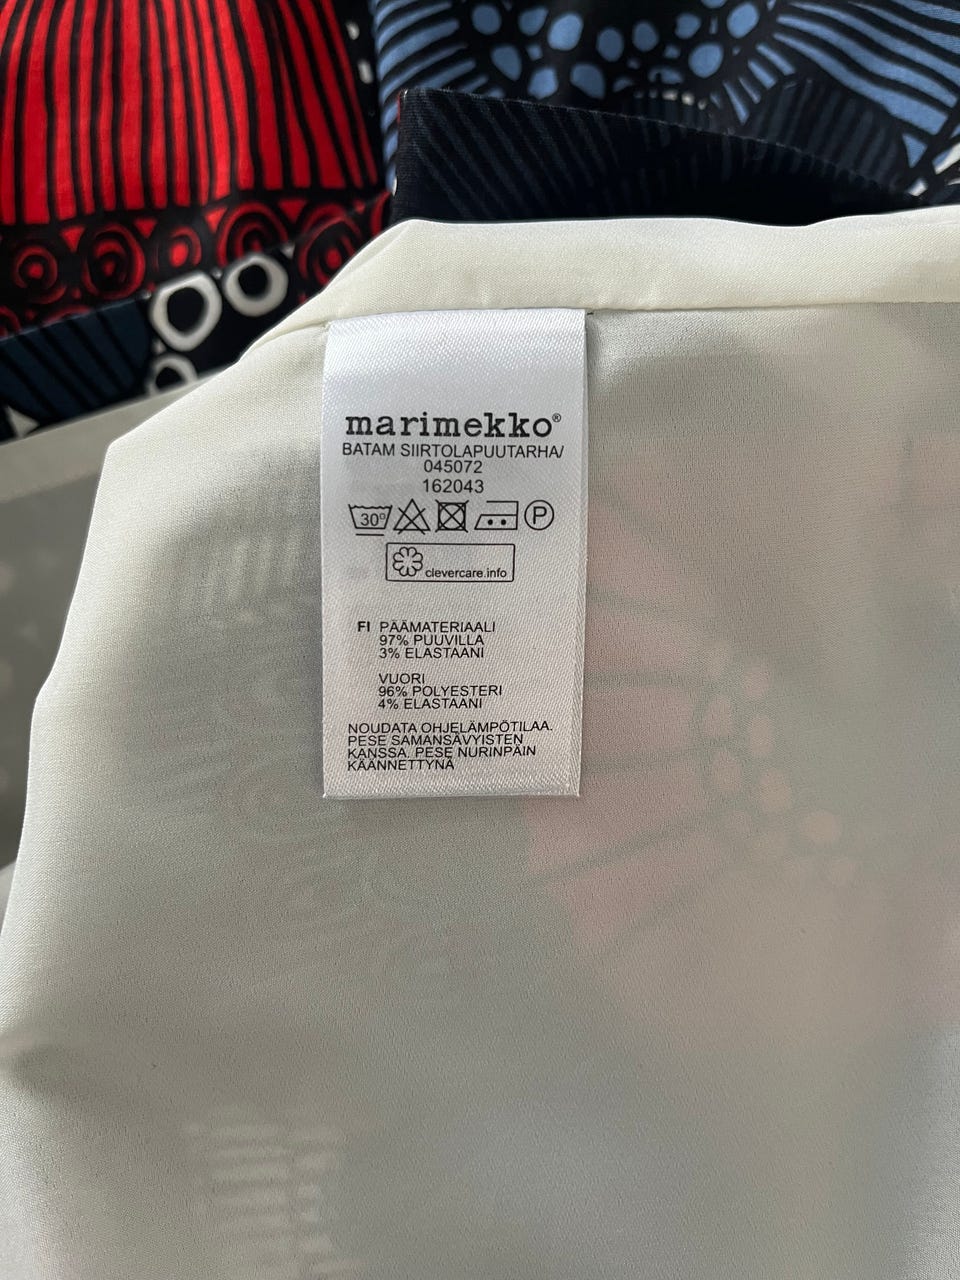 marimekko®
BATAM SIIRTOLAPUUTARHA/
045072
162043
30°
P
clevercare.info
FI PÄÄMATERIAALI
97% PUUVILLA
3% ELASTAANI
VUORI
96% POLYESTERI
4% ELASTAANI
NOUDATA OHJELÄMPÖTILAA.
PESE SAMANSÄVYISTEN
KANSSA. PESE NURINPÄIN
KÄÄNNETTYNÄ